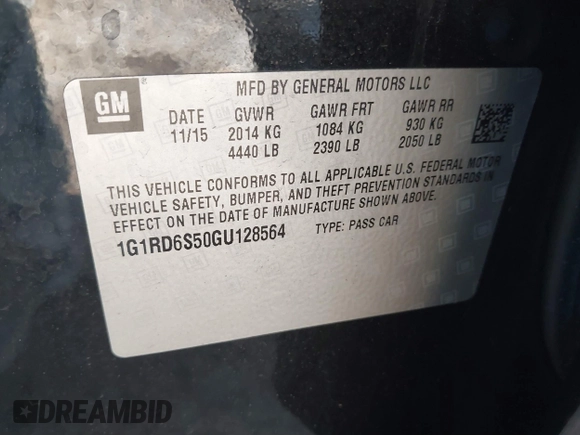 MFD BY GENERAL MOTORS LLC
GM
DATE GVWR GAWR FRT GAWR RR
11/15 2014 KG 1084 KG 930 KG
4440 LB 2390 LB 2050 LB
THIS VEHICLE CONFORMS TO ALL APPLICABLE U.S. FEDERAL MOTOR
VEHICLE SAFETY, BUMPER, AND THEFT PREVENTION STANDARDS IN
EFFECT ON THE DATE OF MANUFACTURE SHOWN ABOVE.
1G1RD6S50GU128564 TYPE: PASS CAR
DREAMBID